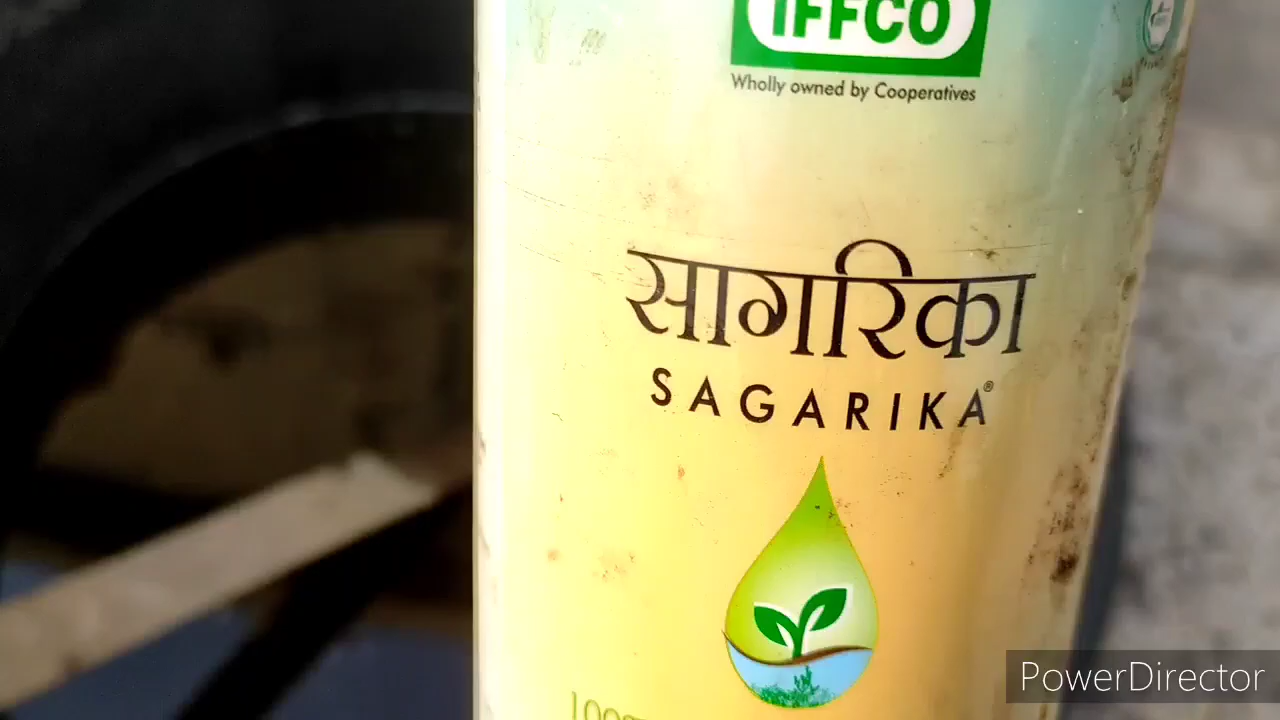 IFFCO
Wholly owned by Cooperatives
सागरिका
SAGARIKA®
PowerDirector